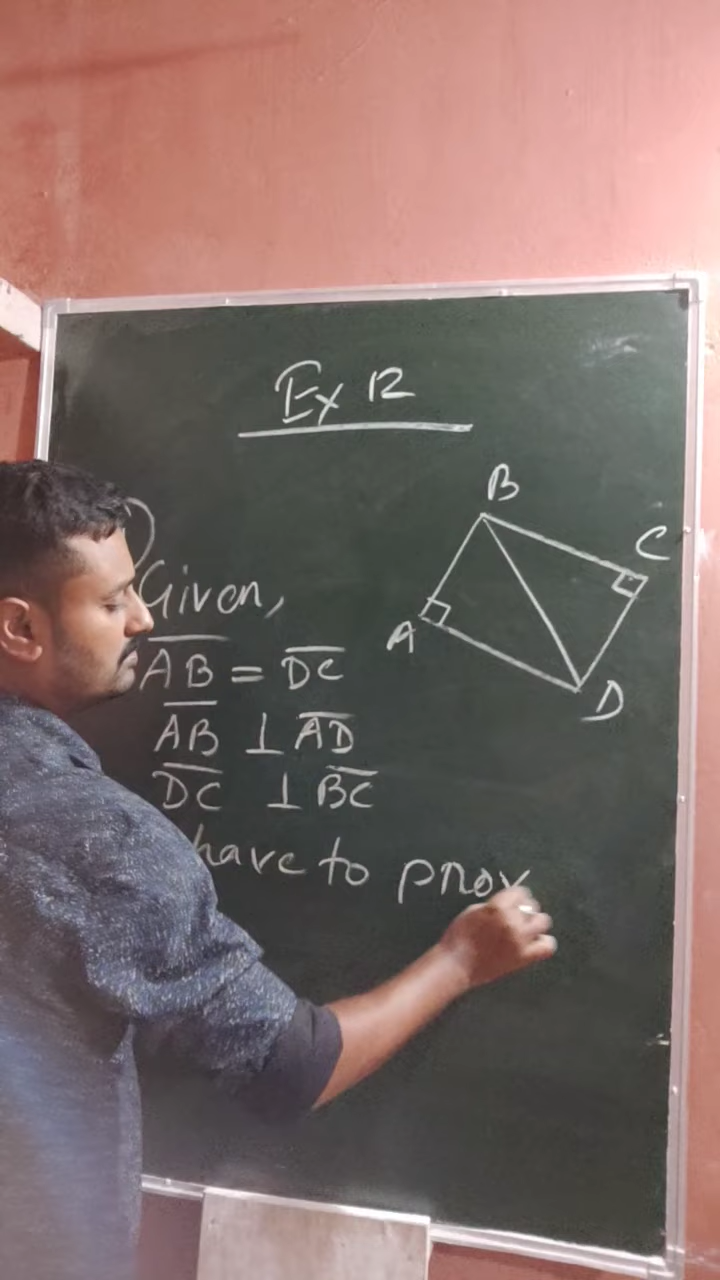 Ex 12
B
C
A
D
Given,
AB = DC
AB ⊥ AD
DC ⊥ BC
have to prov